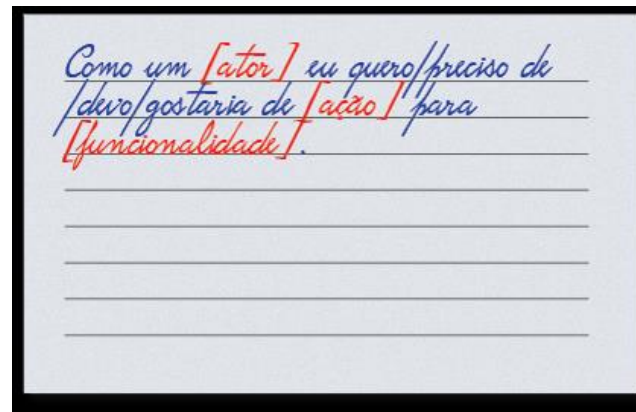 Como um [ator] eu quero/preciso de
/devo/gostaria de [ação] para
[funcionalidade].